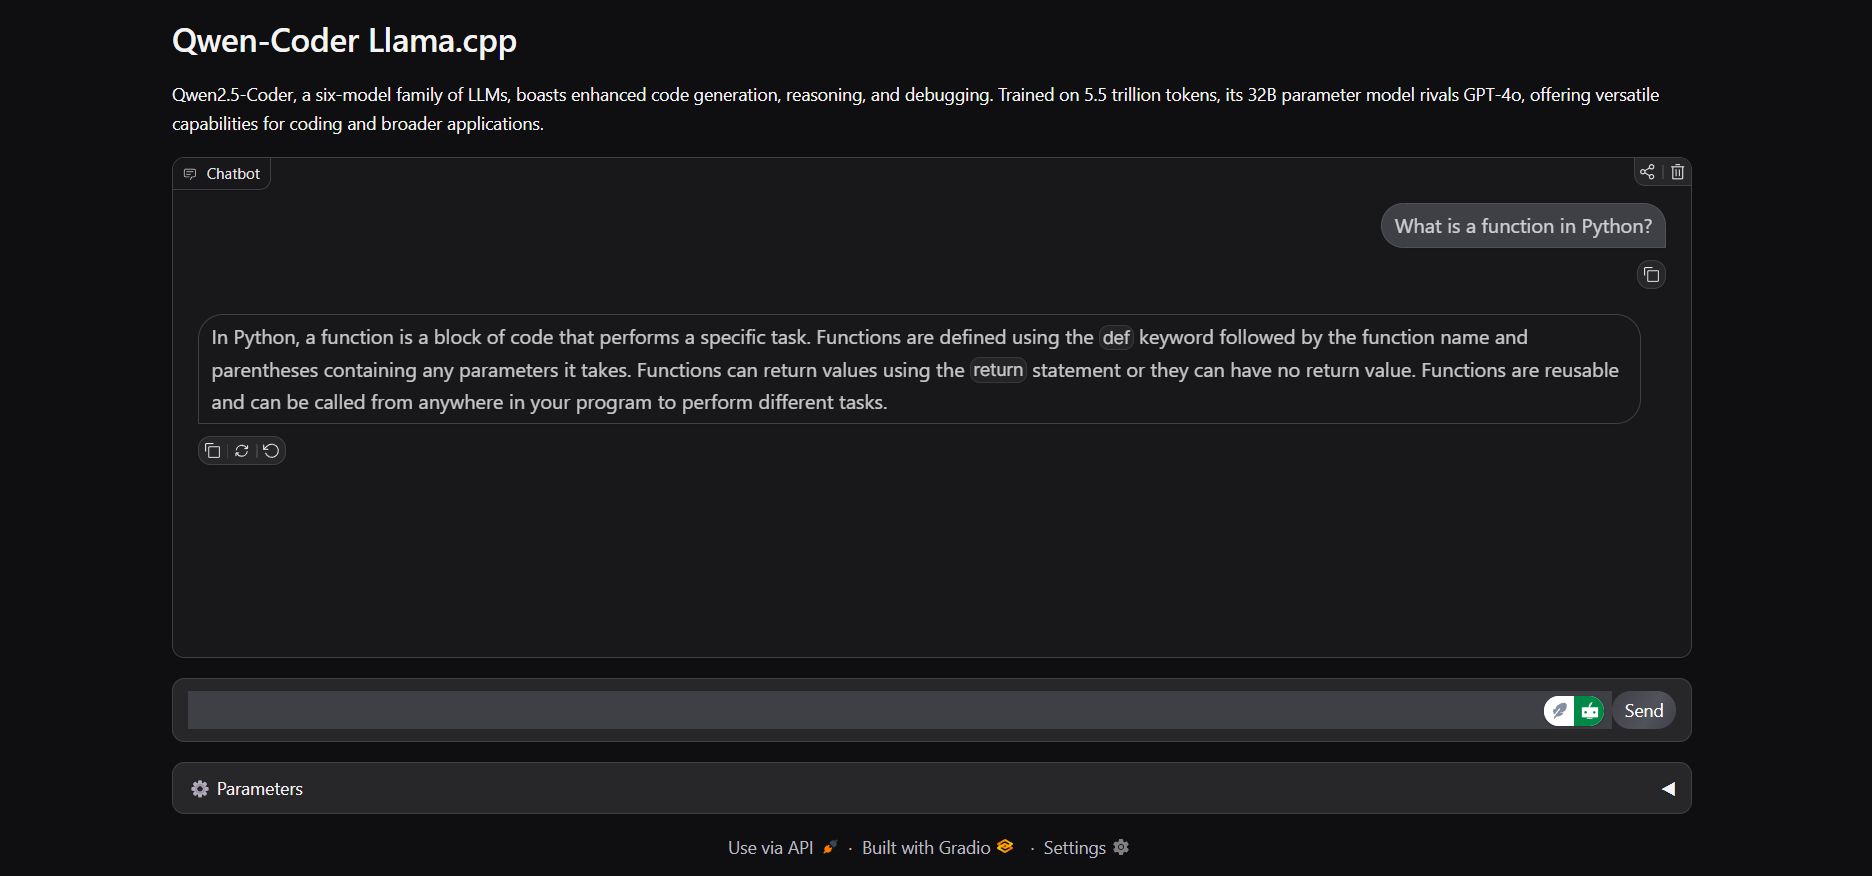 Qwen-Coder Llama.cpp
Qwen2.5-Coder, a six-model family of LLMs, boasts enhanced code generation, reasoning, and debugging. Trained on 5.5 trillion tokens, its 32B parameter model rivals GPT-4o, offering versatile
capabilities for coding and broader applications.
Chatbot
What is a function in Python?
In Python, a function is a block of code that performs a specific task. Functions are defined using the def keyword followed by the function name and
parentheses containing any parameters it takes. Functions can return values using the return statement or they can have no return value. Functions are reusable
and can be called from anywhere in your program to perform different tasks.
Send
Parameters
Use via API · Built with Gradio · Settings